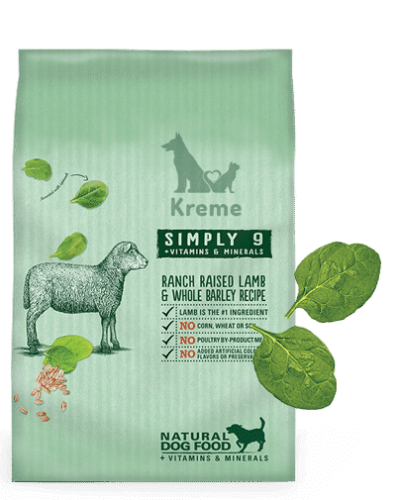 Kreme
SIMPLY 9
+VITAMINS & MINERALS
RANCH RAISED LAMB
& WHOLE BARLEY RECIPE
LAMB IS THE #1 INGREDIENT
NO CORN, WHEAT OR
NO POULTRY BY-PRODUCT
NO ADDED ARTIFICIAL
FLAVORS OR
NATURAL
DOG FOOD
+ VITAMINS & MINERALS